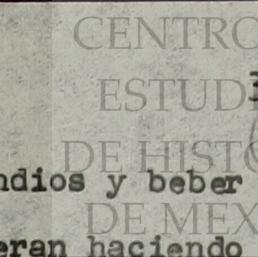 CENTRO
ESTUDI
DE HISTO
ndios y beber
DE MEX
eran haciendo